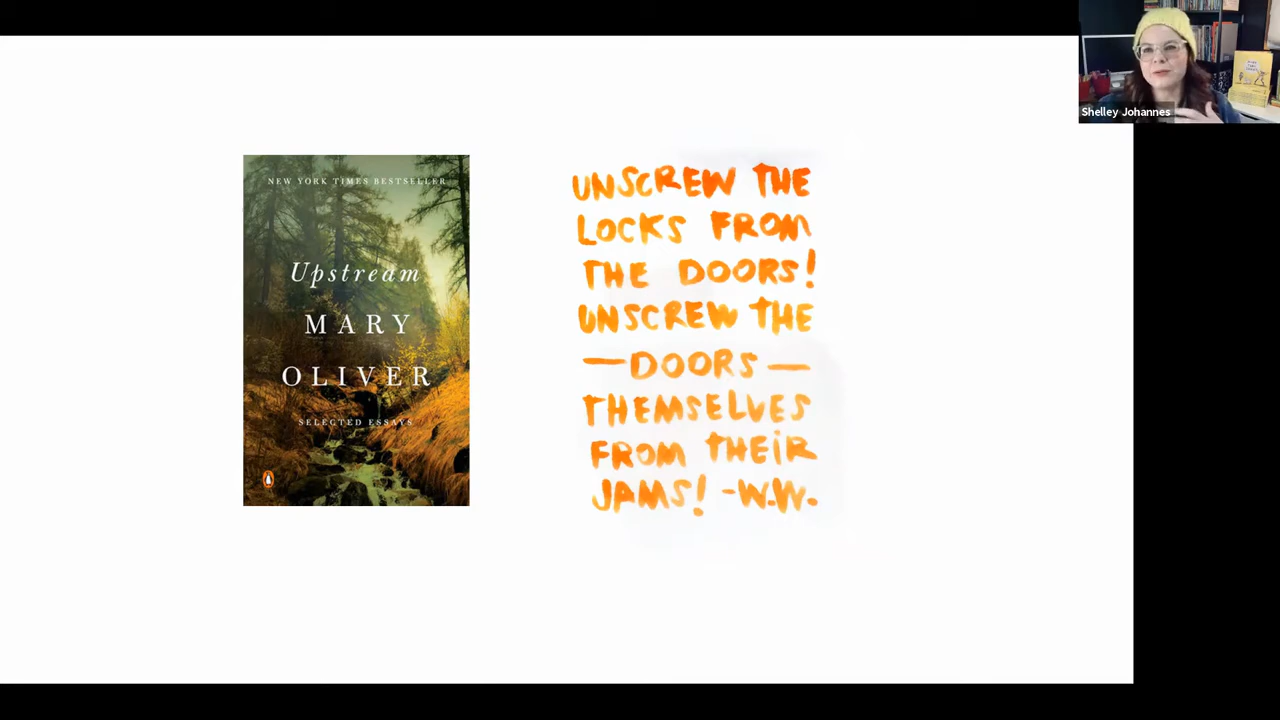 NEW YORK TIMES BESTSELLER
Upstream
MARY
OLIVER
SELECTED ESSAYS
UNSCREW THE
LOCKS FROM
THE DOORS!
UNSCREW THE
—DOORS—
THEMSELVES
FROM THEIR
JAMS! -W.W.
Shelley Johannes